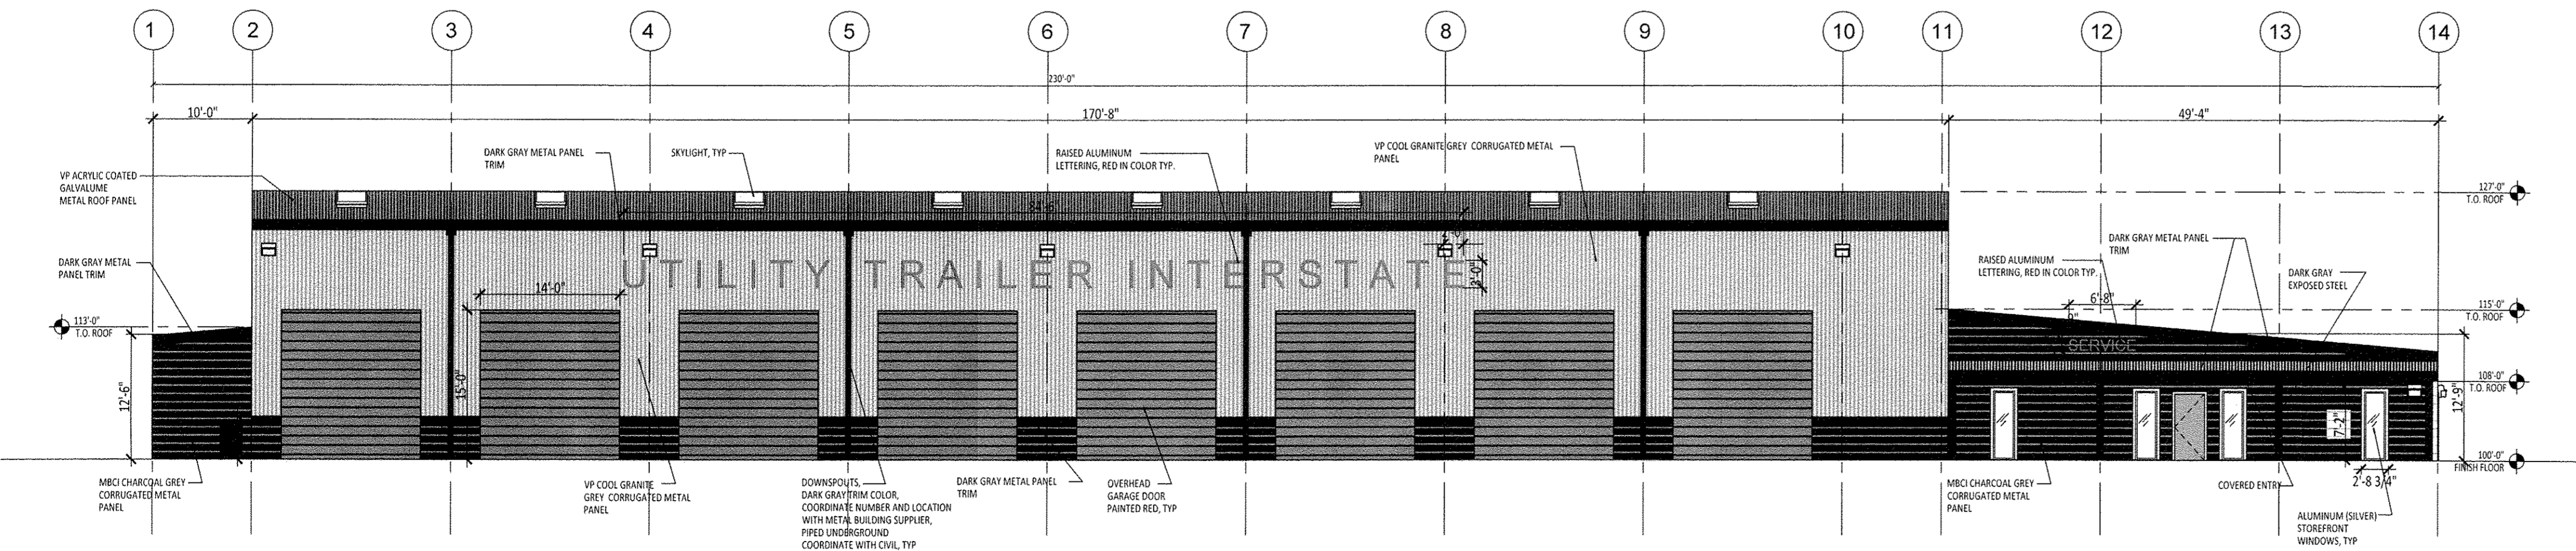 1 2 3 4 5 6 7 8 9 10 11 12 13 14
230'-0"
10'-0" 170'-8" 49'-4"
VP ACRYLIC COATED
GALVALUME
METAL ROOF PANEL
DARK GRAY METAL PANEL
TRIM
SKYLIGHT, TYP
RAISED ALUMINUM
LETTERING, RED IN COLOR TYP.
VP COOL GRANITE GREY CORRUGATED METAL
PANEL
127'-0"
T.O. ROOF
DARK GRAY METAL
PANEL TRIM
113'-0"
T.O. ROOF
12'-6"
UTILITY TRAILER INTERSTATE
14'-0"
15'-0"
3'-0"
RAISED ALUMINUM
LETTERING, RED IN COLOR TYP.
DARK GRAY METAL PANEL
TRIM
DARK GRAY
EXPOSED STEEL
6'-8"
9"
115'-0"
T.O. ROOF
SERVICE
108'-0"
T.O. ROOF
12'-9"
7'-2"
100'-0"
FINISH FLOOR
2'-8 3/4"
MBCI CHARCOAL GREY
CORRUGATED METAL
PANEL
VP COOL GRANITE
GREY CORRUGATED METAL
PANEL
DOWNSPOUTS,
DARK GRAY TRIM COLOR,
COORDINATE NUMBER AND LOCATION
WITH METAL BUILDING SUPPLIER,
PIPED UNDERGROUND
COORDINATE WITH CIVIL, TYP
DARK GRAY METAL PANEL
TRIM
OVERHEAD
GARAGE DOOR
PAINTED RED, TYP
MBCI CHARCOAL GREY
CORRUGATED METAL
PANEL
COVERED ENTRY
ALUMINUM (SILVER)
STOREFRONT
WINDOWS, TYP